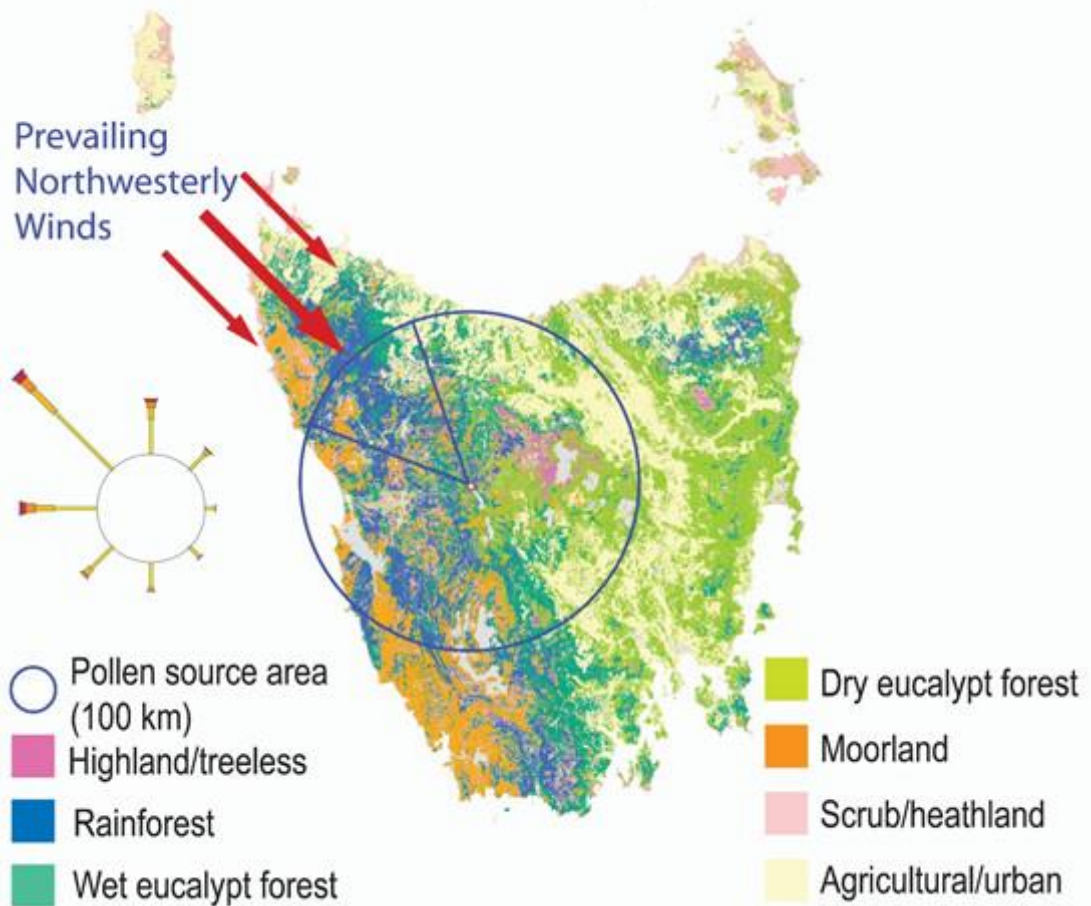 Prevailing
Northwesterly
Winds
Pollen source area
(100 km)
Highland/treeless
Rainforest
Wet eucalypt forest
Dry eucalypt forest
Moorland
Scrub/heathland
Agricultural/urban